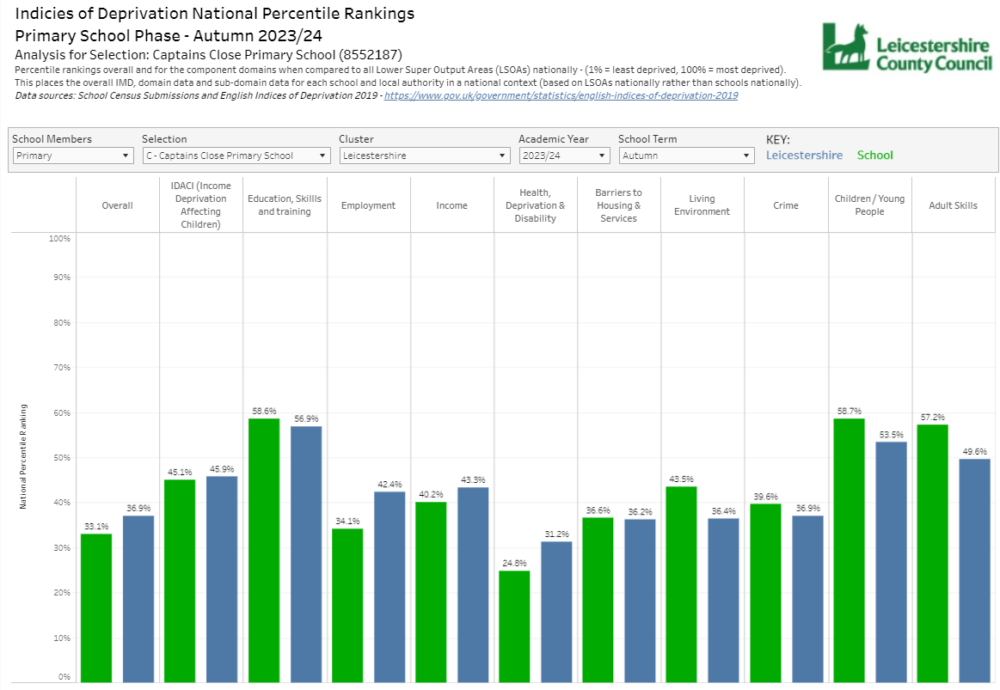 Indicies of Deprivation National Percentile Rankings
Primary School Phase - Autumn 2023/24
Analysis for Selection: Captains Close Primary School (8552187)
Percentile rankings overall and for the component domains when compared to all Lower Super Output Areas (LSOAs) nationally - (1% = least deprived, 100% = most deprived).
This places the overall IMD, domain data and sub-domain data for each school and local authority in a national context (based on LSOAs nationally rather than schools nationally).
Data sources: School Census Submissions and English Indices of Deprivation 2019 - https://www.gov.uk/government/statistics/english-indices-of-deprivation-2019
Leicestershire
County Council
School Members
Primary
Selection
C - Captains Close Primary School
Cluster
Leicestershire
Academic Year
2023/24
School Term
Autumn
KEY:
Leicestershire School
Overall
IDACI (Income
Deprivation
Affecting
Children)
Education, Skillls
and training
Employment
Income
Health,
Deprivation &
Disability
Barriers to
Housing &
Services
Living
Environment
Crime
Children / Young
People
Adult Skills
National Percentile Ranking
100%
90%
80%
70%
60%
50%
40%
30%
20%
10%
0%
33.1%
36.9%
45.1%
45.9%
58.6%
56.9%
34.1%
42.4%
40.2%
43.3%
24.8%
31.2%
36.6%
36.2%
43.5%
36.4%
39.6%
36.9%
58.7%
53.5%
57.2%
49.6%